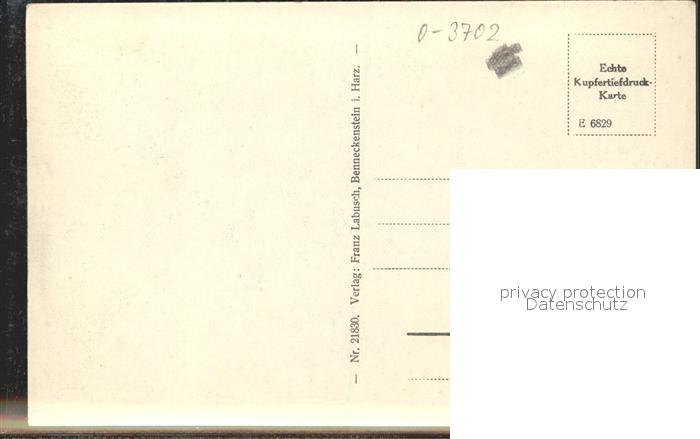 0-3702
Echte
Kupfertiefdruck-
Karte
E 6829
— Nr. 21830. Verlag: Franz Labusch, Benneckenstein i. Harz. —
privacy protection
Datenschutz